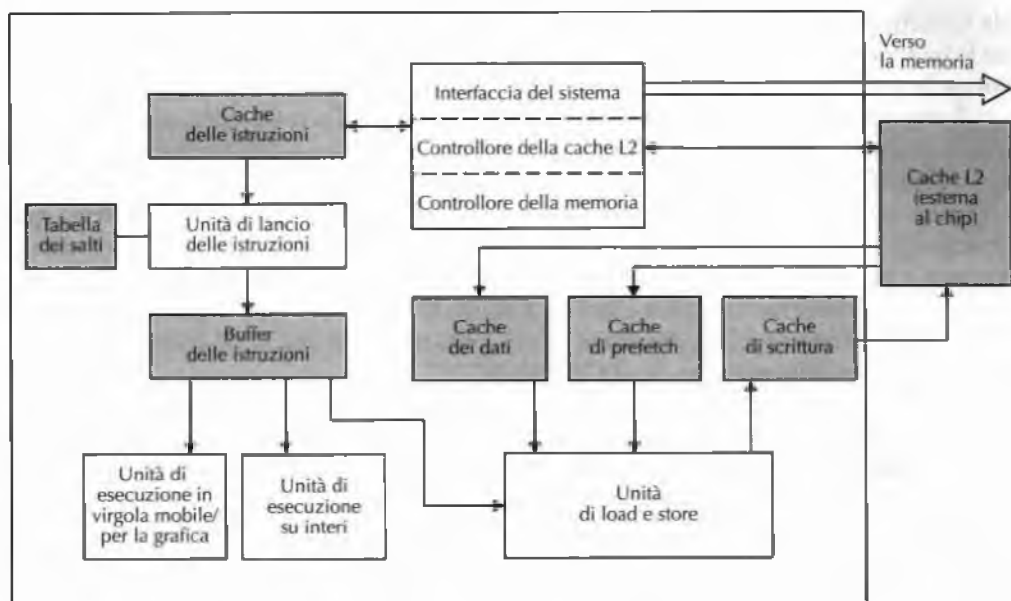 Verso
la memoria
Interfaccia del sistema
Cache
delle istruzioni
Controllore della cache L2
Cache L2
(esterna
al chip)
Controllore della memoria
Tabella
dei salti
Unità di lancio
delle istruzioni
Buffer
delle istruzioni
Cache
dei dati
Cache
di prefetch
Cache
di scrittura
Unità di
esecuzione in
virgola mobile/
per la grafica
Unità di
esecuzione
su interi
Unità
di load e store